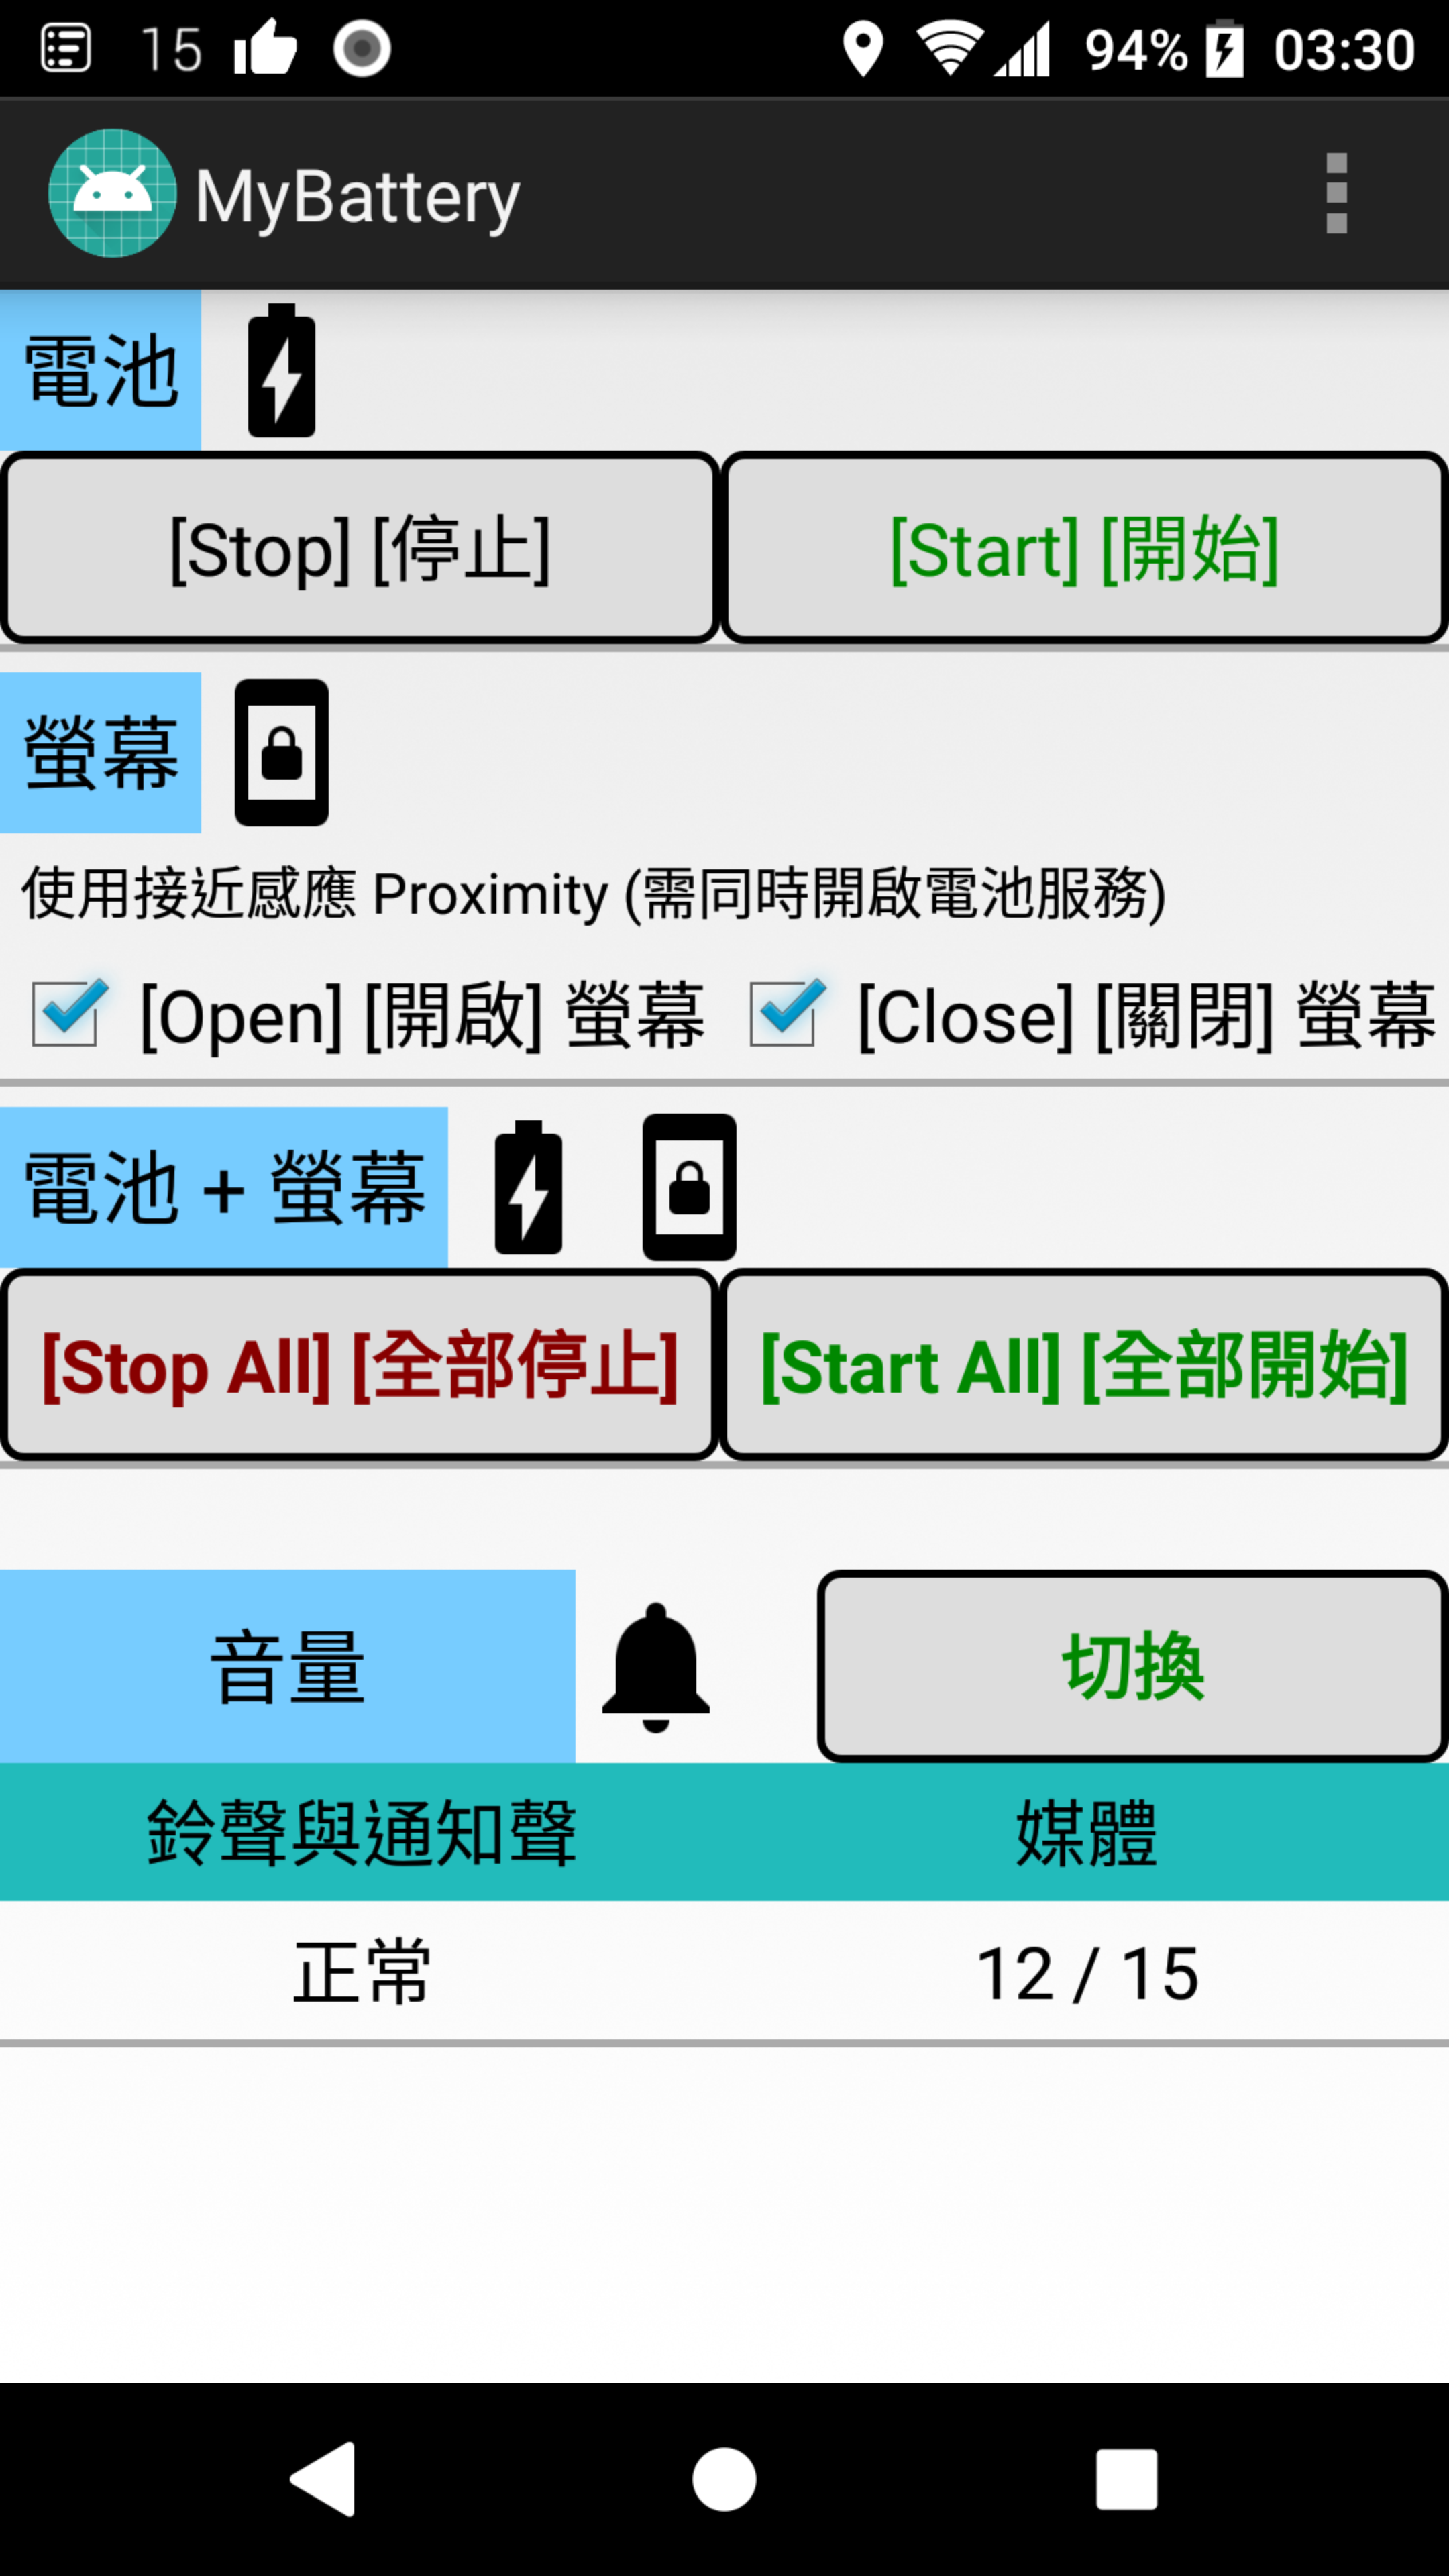 15 94% 03:30
MyBattery
電池
[Stop] [停止] [Start] [開始]
螢幕
使用接近感應 Proximity (需同時開啟電池服務)
[Open] [開啟] 螢幕 [Close] [關閉] 螢幕
電池 + 螢幕
[Stop All] [全部停止] [Start All] [全部開始]
音量 切換
鈴聲與通知聲 媒體
正常 12 / 15